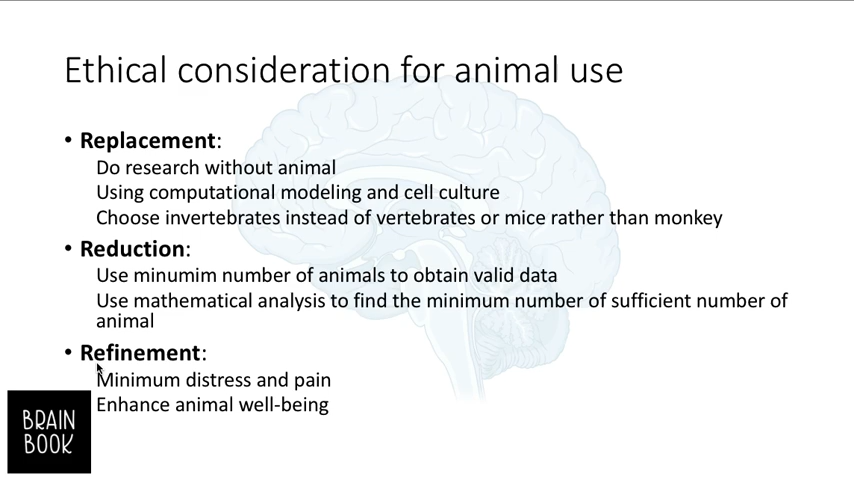 Ethical consideration for animal use
• Replacement:
Do research without animal
Using computational modeling and cell culture
Choose invertebrates instead of vertebrates or mice rather than monkey
• Reduction:
Use minumim number of animals to obtain valid data
Use mathematical analysis to find the minimum number of sufficient number of
animal
• Refinement:
Minimum distress and pain
Enhance animal well-being
BRAIN
BOOK